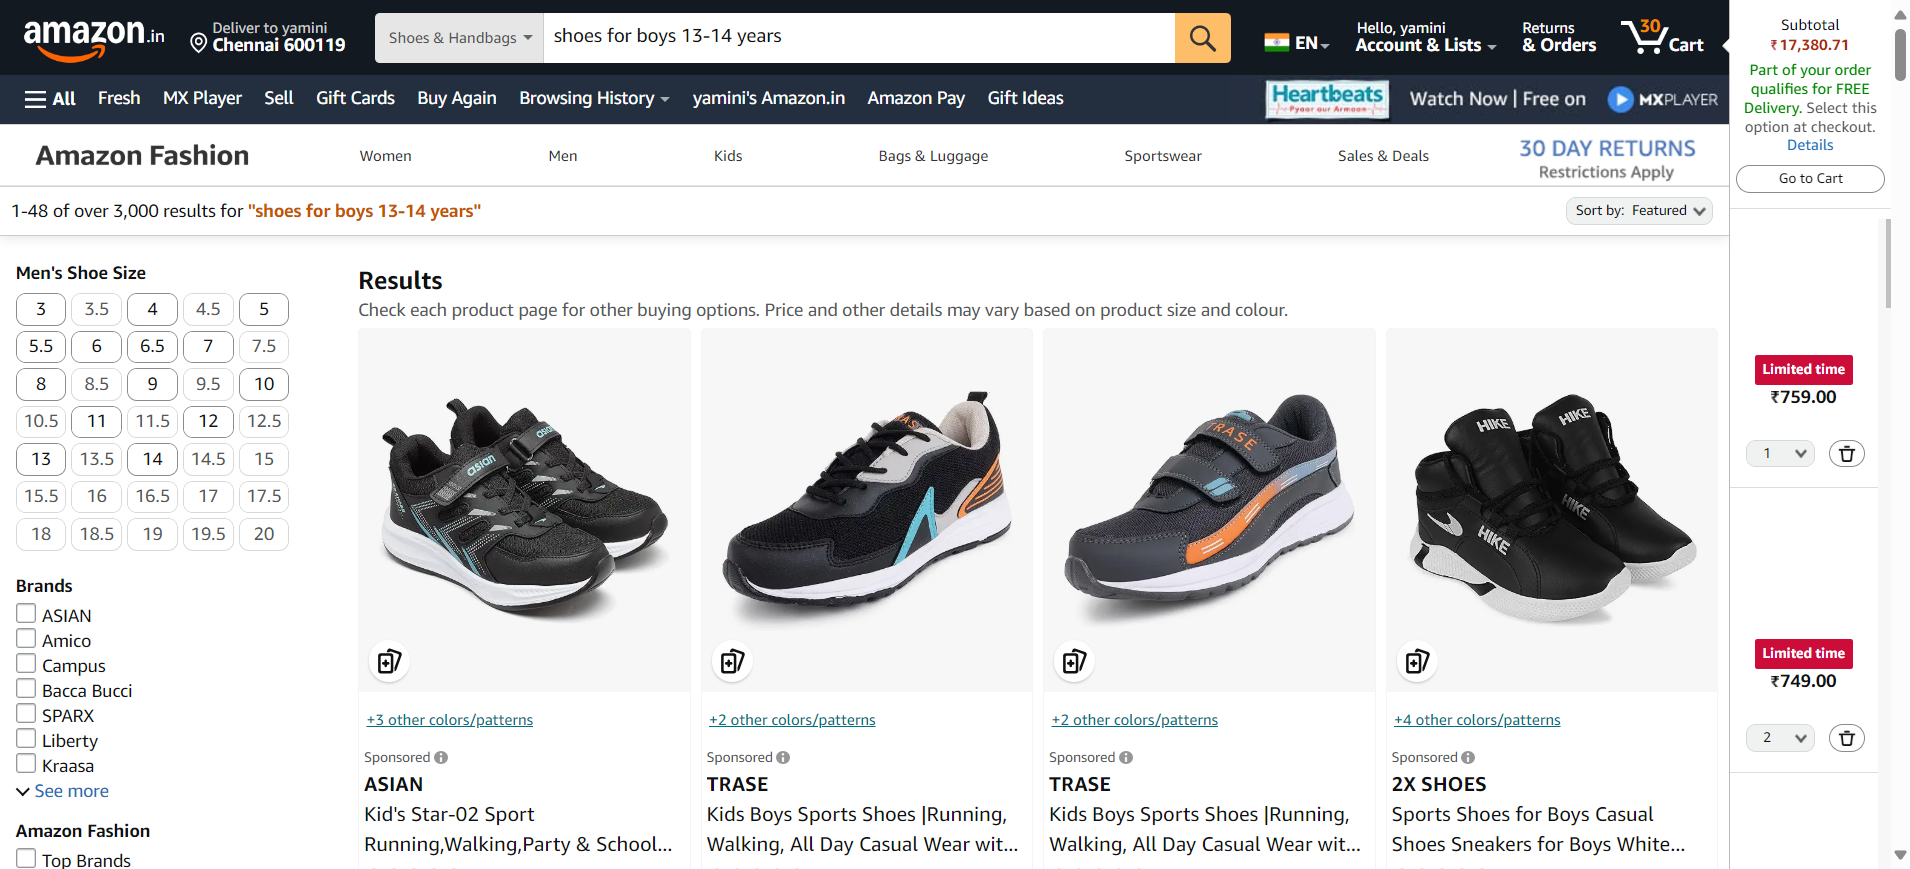 amazon.in
Deliver to yamini
Chennai 600119
Shoes & Handbags
shoes for boys 13-14 years
EN
Hello, yamini
Account & Lists
Returns
& Orders
30
Cart
Subtotal
₹17,380.71
Part of your order
qualifies for FREE
Delivery. Select this
option at checkout.
Details
Go to Cart
All
Fresh
MX Player
Sell
Gift Cards
Buy Again
Browsing History
yamini's Amazon.in
Amazon Pay
Gift Ideas
Heartbeats
Pyaar aur Armaan
Watch Now | Free on
MXPLAYER
Amazon Fashion
Women
Men
Kids
Bags & Luggage
Sportswear
Sales & Deals
30 DAY RETURNS
Restrictions Apply
1-48 of over 3,000 results for "shoes for boys 13-14 years"
Sort by: Featured
Men's Shoe Size
3 3.5 4 4.5 5
5.5 6 6.5 7 7.5
8 8.5 9 9.5 10
10.5 11 11.5 12 12.5
13 13.5 14 14.5 15
15.5 16 16.5 17 17.5
18 18.5 19 19.5 20
Brands
ASIAN
Amico
Campus
Bacca Bucci
SPARX
Liberty
Kraasa
See more
Amazon Fashion
Top Brands
Results
Check each product page for other buying options. Price and other details may vary based on product size and colour.
asian
asian
TRASE
TRASE
HIKE
HIKE
HIKE
HIKE
+3 other colors/patterns
Sponsored
ASIAN
Kid's Star-02 Sport
Running,Walking,Party & School...
+2 other colors/patterns
Sponsored
TRASE
Kids Boys Sports Shoes |Running,
Walking, All Day Casual Wear wit...
+2 other colors/patterns
Sponsored
TRASE
Kids Boys Sports Shoes |Running,
Walking, All Day Casual Wear wit...
+4 other colors/patterns
Sponsored
2X SHOES
Sports Shoes for Boys Casual
Shoes Sneakers for Boys White...
Limited time
₹759.00
1
Limited time
₹749.00
2